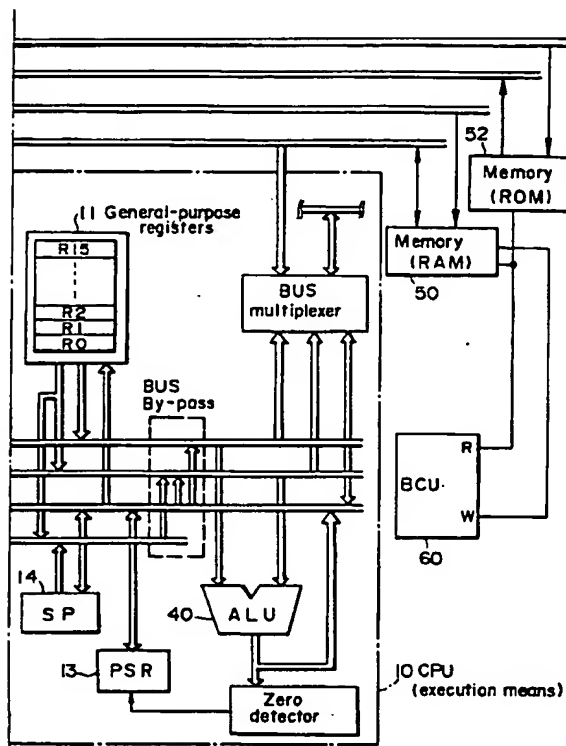 52
Memory
(ROM)
11 General-purpose
registers
R15
R2
R1
R0
Memory
(RAM)
50
BUS
multiplexer
BUS
By-pass
BCU
R
W
60
14
SP
40
ALU
13
PSR
Zero
detector
10 CPU
(execution means)